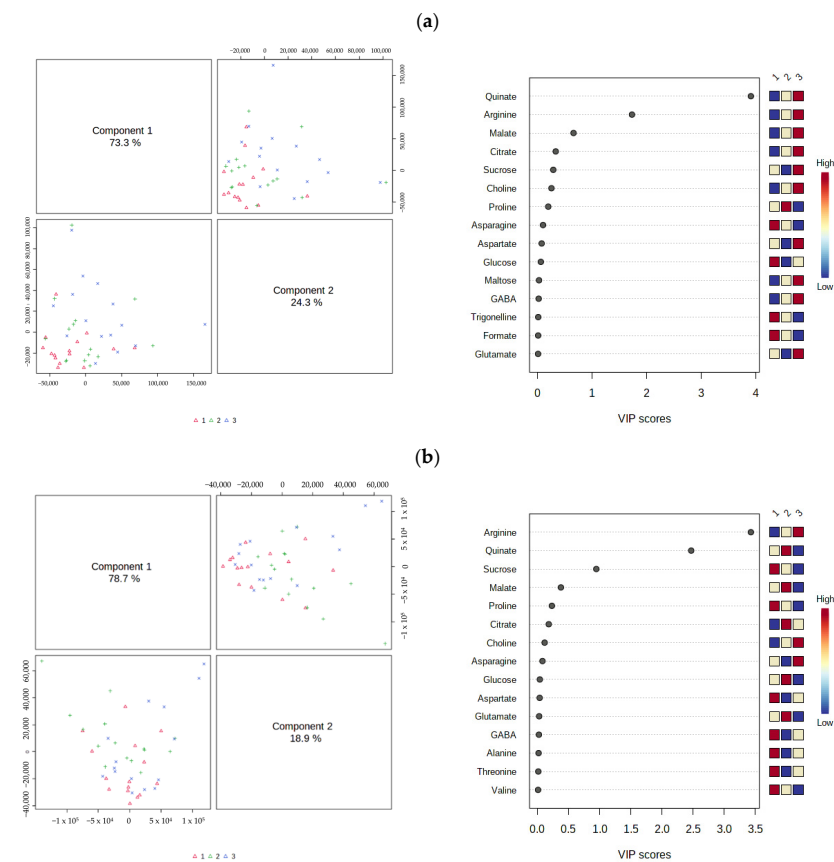 (a)
-20,000 0 20,000 40,000 60,000 80,000 100,000
Component 1
73.3 %
-50,000 0 50,000 100,000 150,000
-20,000 0 20,000 40,000 60,000 80,000 100,000
Component 2
24.3 %
-50,000 0 50,000 100,000 150,000
1 2 3
1 2 3
Quinate
Arginine
Malate
Citrate
Sucrose
Choline
Proline
Asparagine
Aspartate
Glucose
Maltose
GABA
Trigonelline
Formate
Glutamate
High
Low
0 1 2 3 4
VIP scores
(b)
-40,000 -20,000 0 20,000 40,000 60,000
Component 1
78.7 %
-1 x 10⁵ -5 x 10⁴ 0 5 x 10⁴ 1 x 10⁵
-40,000 -20,000 0 20,000 40,000 60,000
Component 2
18.9 %
-1 x 10⁵ -5 x 10⁴ 0 5 x 10⁴ 1 x 10⁵
1 2 3
1 2 3
Arginine
Quinate
Sucrose
Malate
Proline
Citrate
Choline
Asparagine
Glucose
Aspartate
Glutamate
GABA
Alanine
Threonine
Valine
High
Low
0.0 0.5 1.0 1.5 2.0 2.5 3.0 3.5
VIP scores